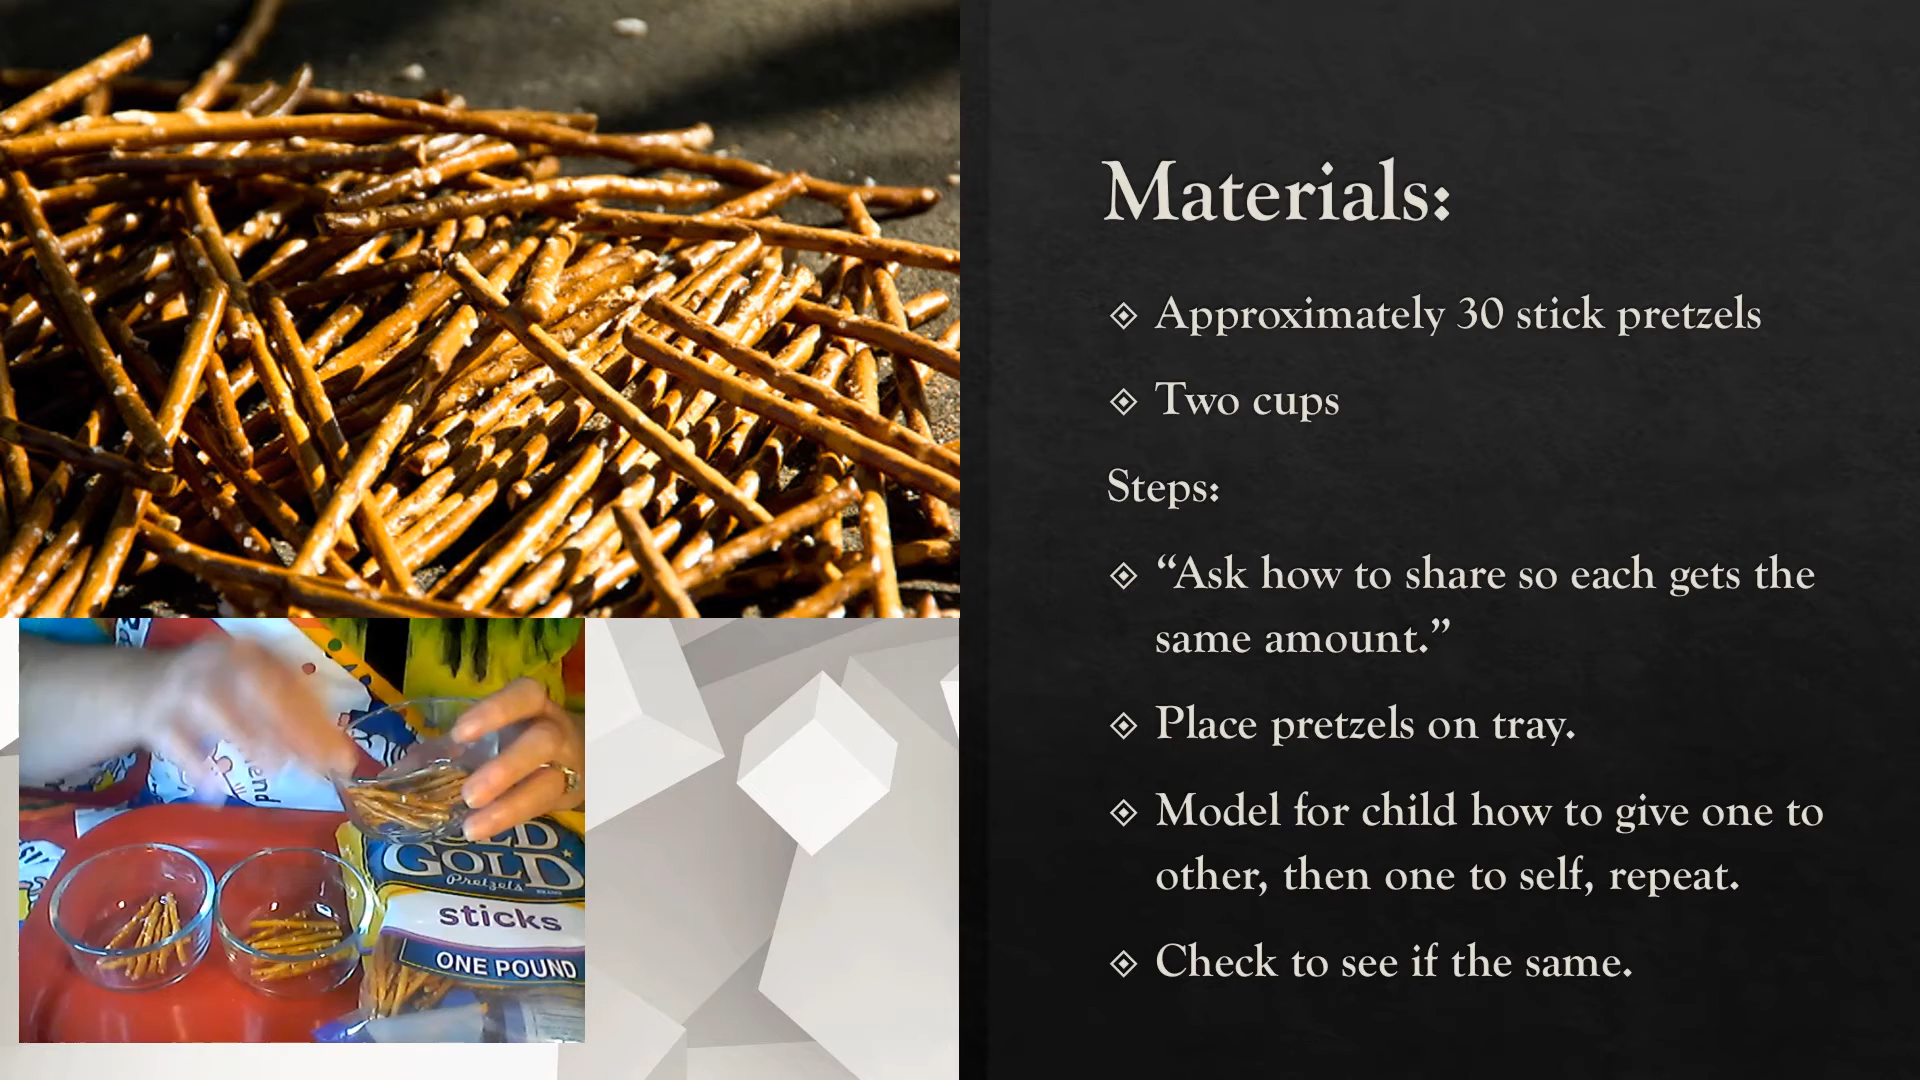 Materials:
Approximately 30 stick pretzels
Two cups
Steps:
“Ask how to share so each gets the
same amount.”
Place pretzels on tray.
Model for child how to give one to
other, then one to self, repeat.
Check to see if the same.
GOLD
Pretzels
sticks
ONE POUND